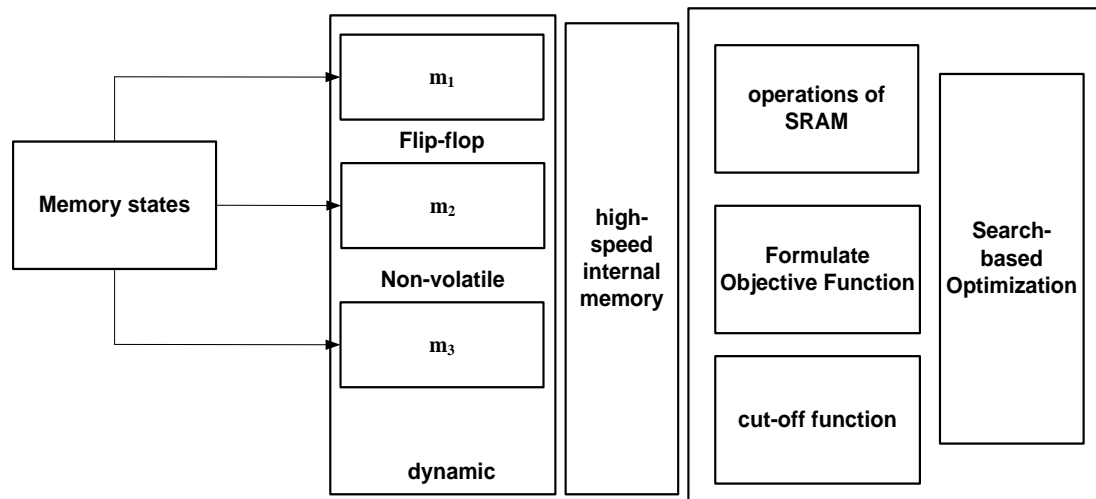 Memory states
m₁
Flip-flop
m₂
Non-volatile
m₃
dynamic
high-
speed
internal
memory
operations of
SRAM
Formulate
Objective Function
cut-off function
Search-
based
Optimization